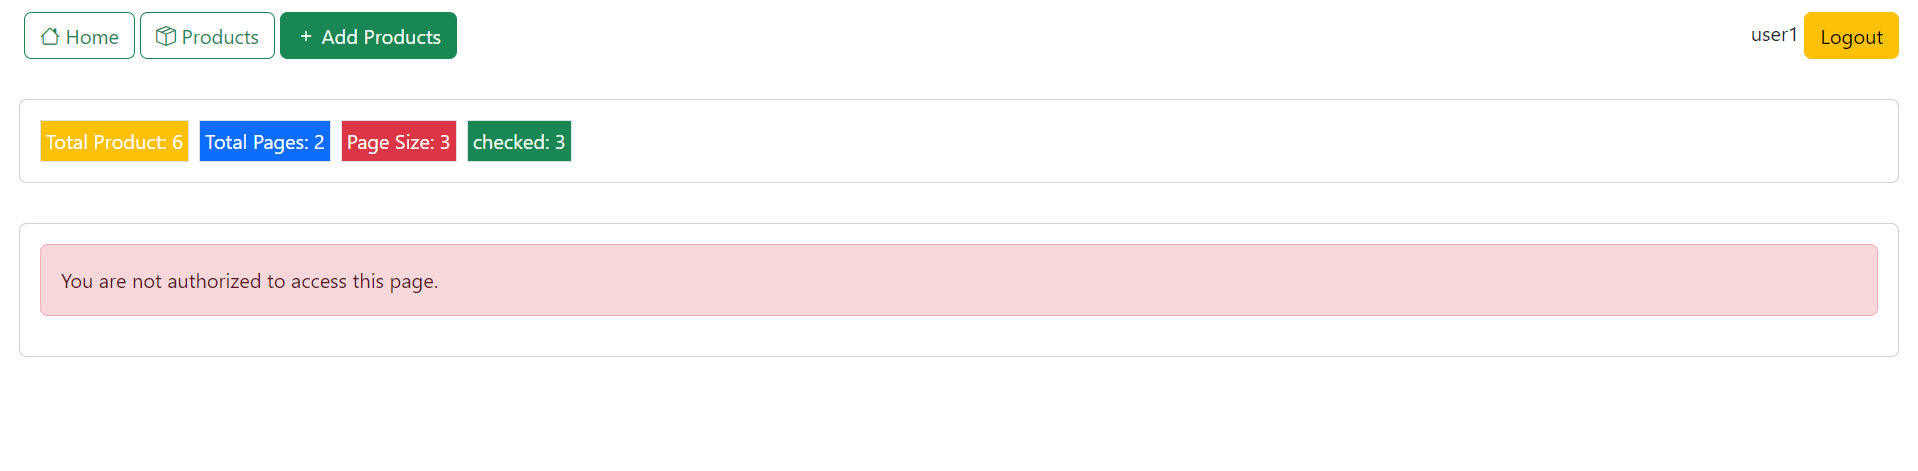 Home Products + Add Products user1 Logout
Total Product: 6 Total Pages: 2 Page Size: 3 checked: 3
You are not authorized to access this page.